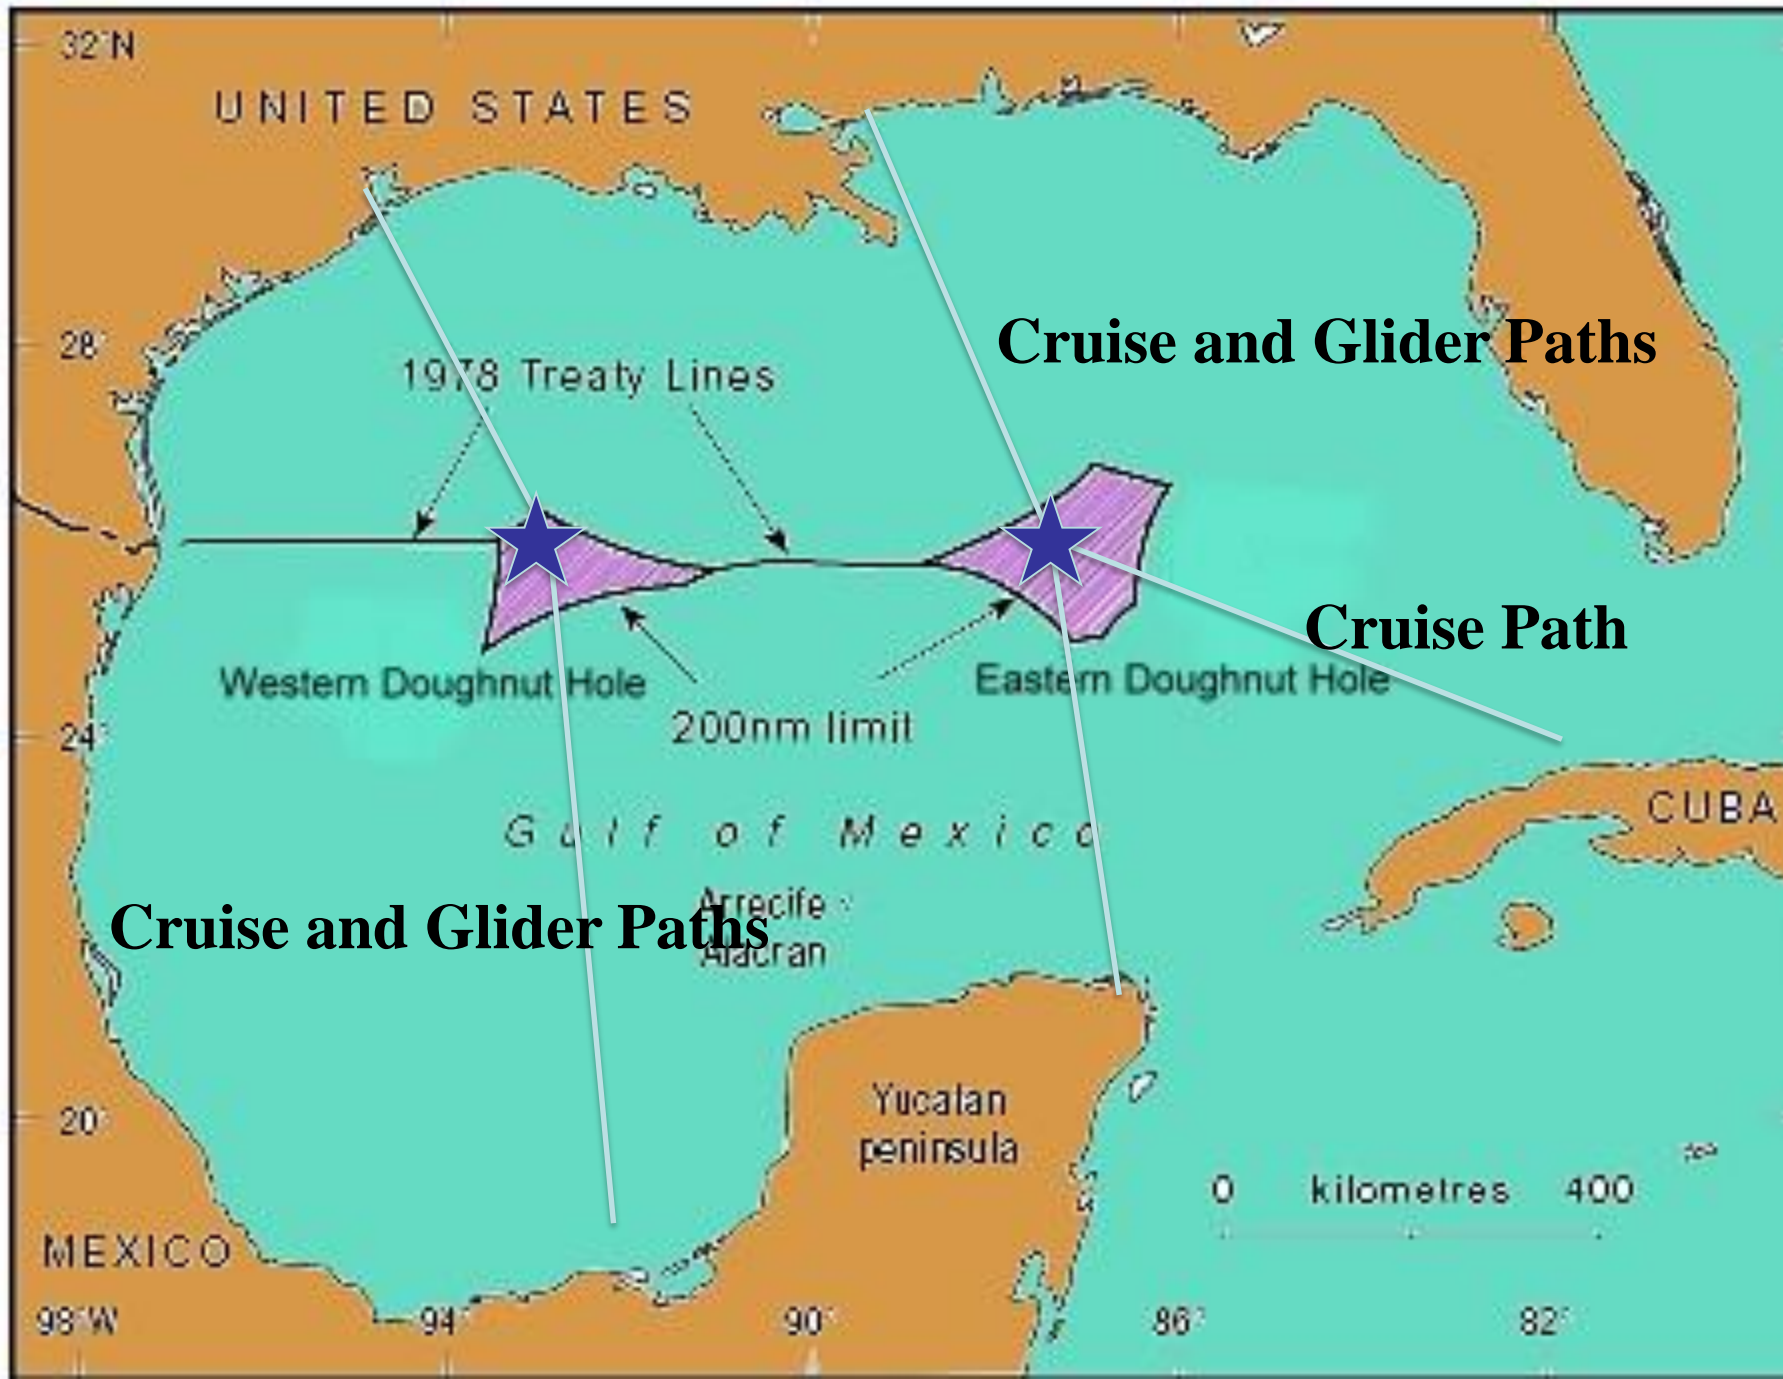 32°N
UNITED STATES
28°
Cruise and Glider Paths
1978 Treaty Lines
Cruise Path
Western Doughnut Hole
Eastern Doughnut Hole
200nm limit
24°
CUBA
Gulf of Mexico
Arrecife
Alacran
Cruise and Glider Paths
Yucatan
peninsula
20°
0 kilometres 400
MEXICO
98°W 94° 90° 86° 82°